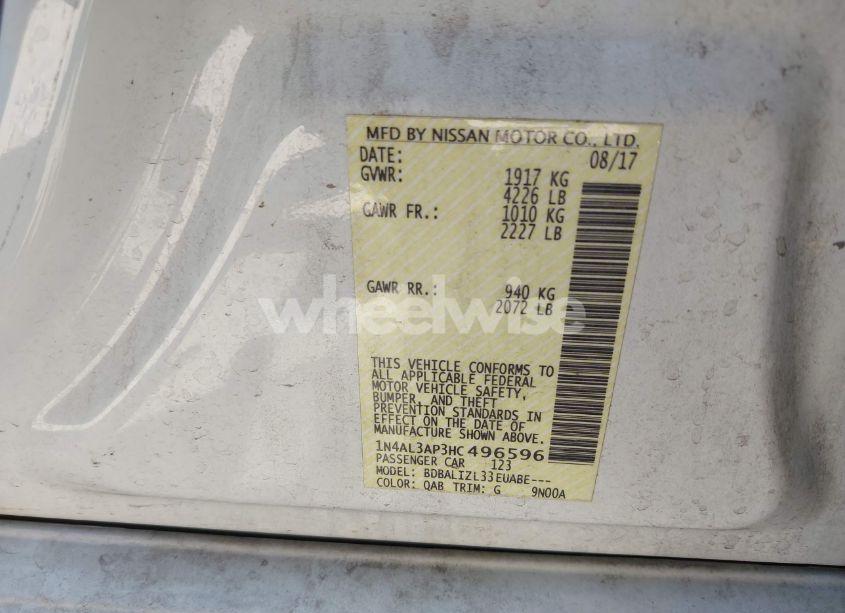 MFD BY NISSAN MOTOR CO., LTD.
DATE: 08/17
GVWR: 1917 KG
4226 LB
GAWR FR.: 1010 KG
2227 LB
GAWR RR.: 940 KG
2072 LB
wheelwise
THIS VEHICLE CONFORMS TO
ALL APPLICABLE FEDERAL
MOTOR VEHICLE SAFETY,
BUMPER, AND THEFT
PREVENTION STANDARDS IN
EFFECT ON THE DATE OF
MANUFACTURE SHOWN ABOVE.
1N4AL3AP3HC496596
PASSENGER CAR 123
MODEL: BDBALIZL33EUABE---
COLOR: QAB TRIM: G 9N00A